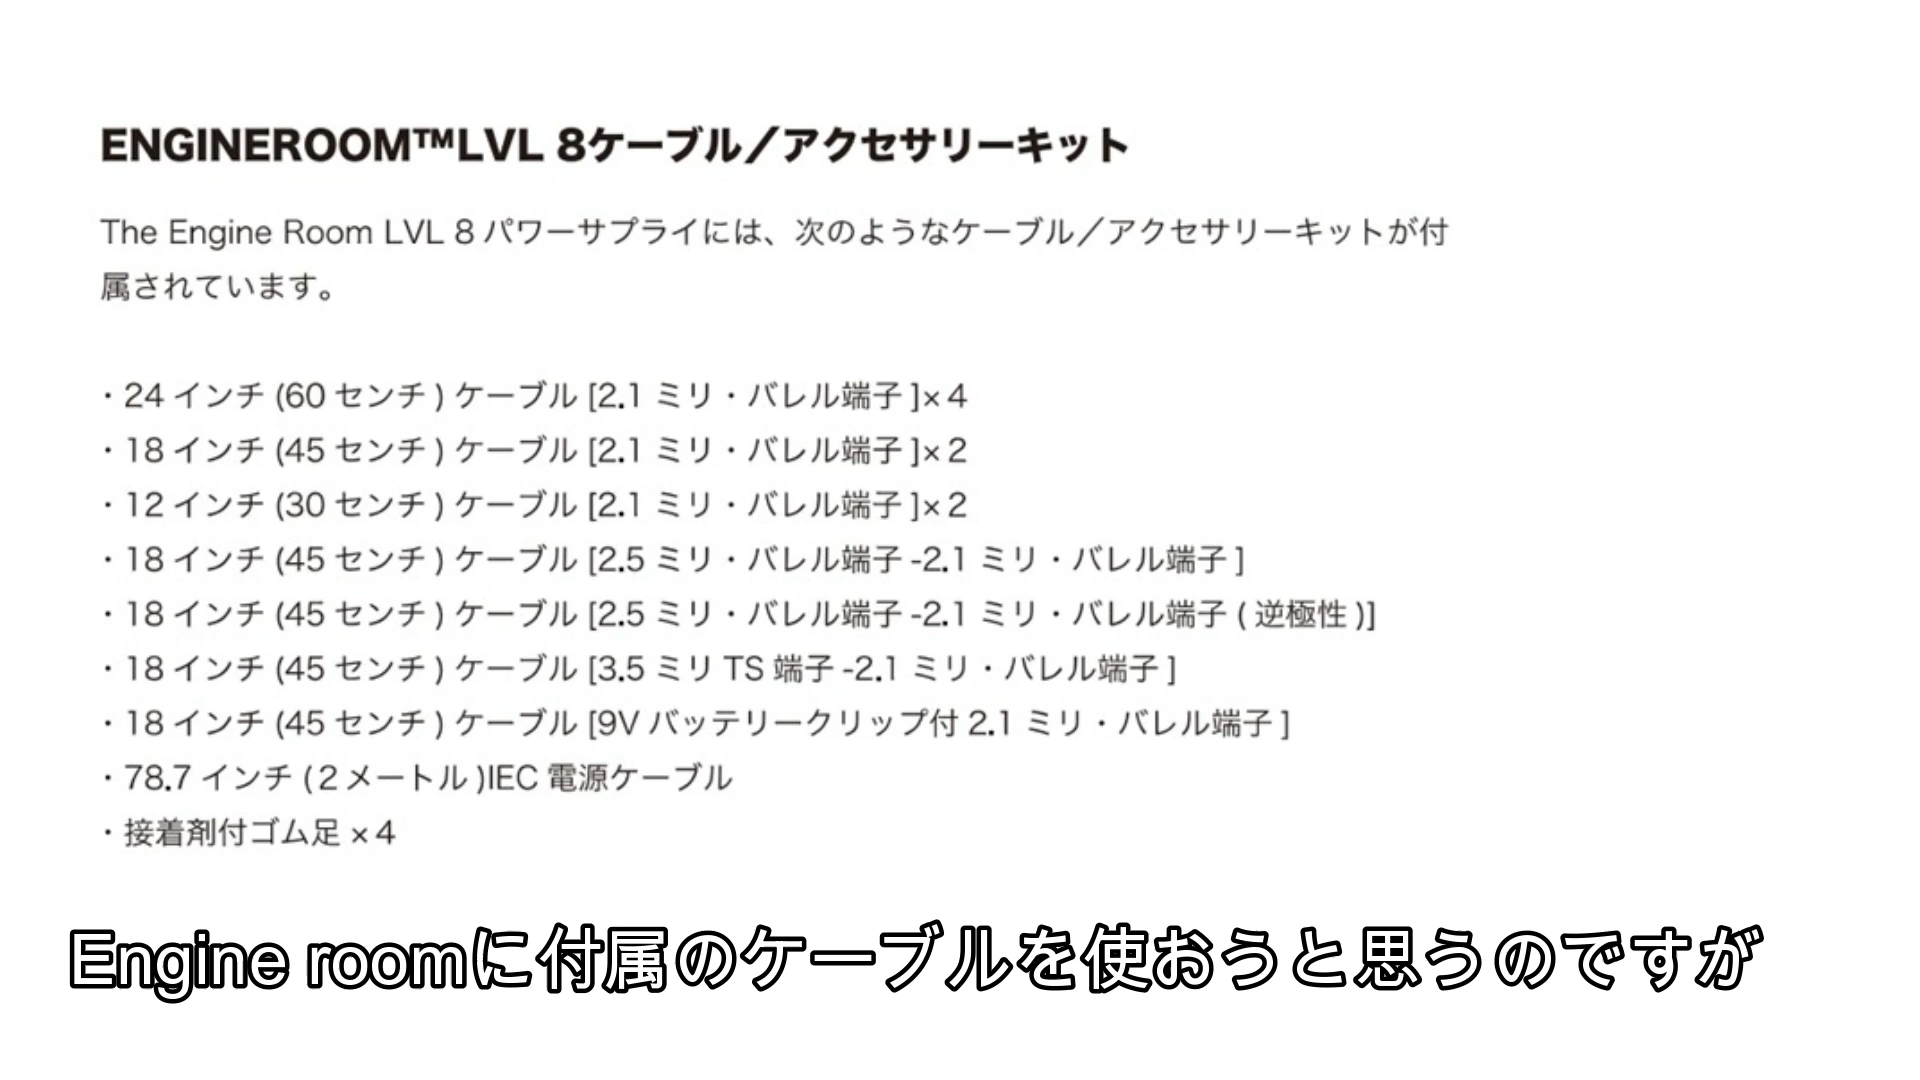 ENGINEROOM™LVL 8ケーブル／アクセサリーキット
The Engine Room LVL 8 パワーサプライには、次のようなケーブル／アクセサリーキットが付
属されています。
・24 インチ (60 センチ) ケーブル [2.1 ミリ・バレル端子]× 4
・18 インチ (45 センチ) ケーブル [2.1 ミリ・バレル端子]× 2
・12 インチ (30 センチ) ケーブル [2.1 ミリ・バレル端子]× 2
・18 インチ (45 センチ) ケーブル [2.5 ミリ・バレル端子 -2.1 ミリ・バレル端子]
・18 インチ (45 センチ) ケーブル [2.5 ミリ・バレル端子 -2.1 ミリ・バレル端子 (逆極性)]
・18 インチ (45 センチ) ケーブル [3.5 ミリ TS 端子 -2.1 ミリ・バレル端子]
・18 インチ (45 センチ) ケーブル [9V バッテリークリップ付 2.1 ミリ・バレル端子]
・78.7 インチ (2 メートル)IEC 電源ケーブル
・接着剤付ゴム足 × 4
Engine roomに付属のケーブルを使おうと思うのですが